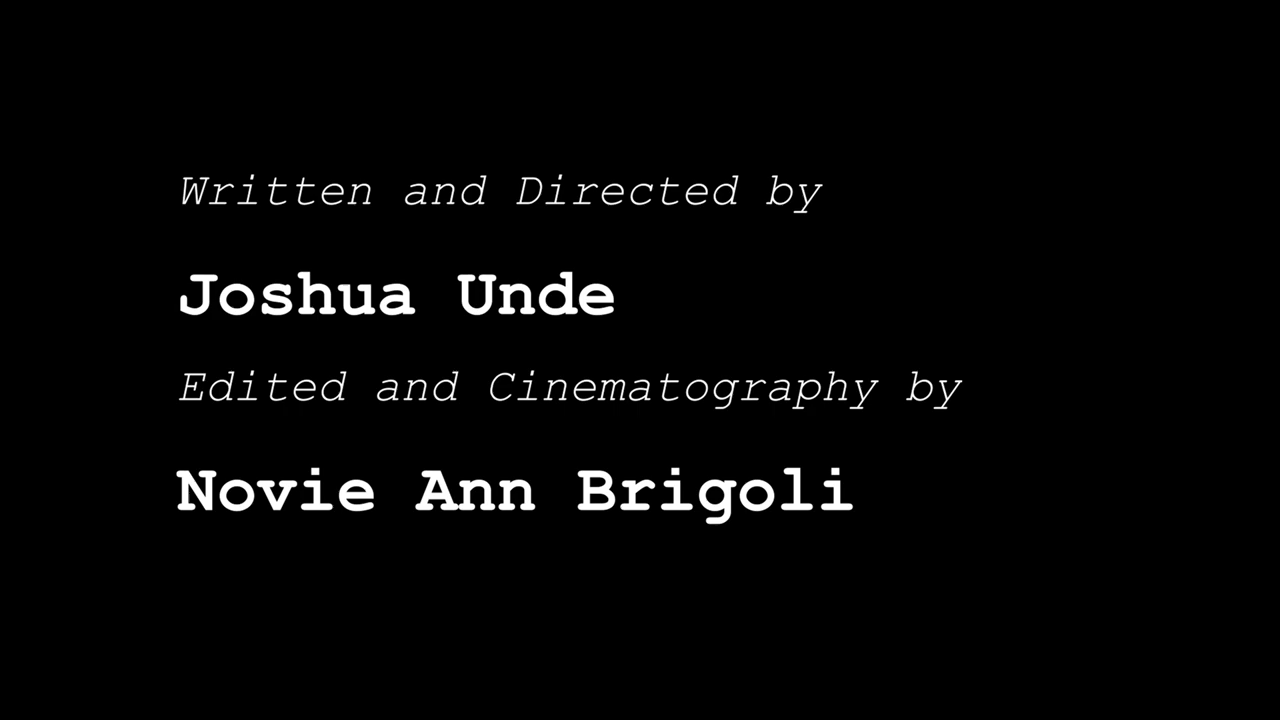 Written and Directed by
Joshua Unde
Edited and Cinematography by
Novie Ann Brigoli